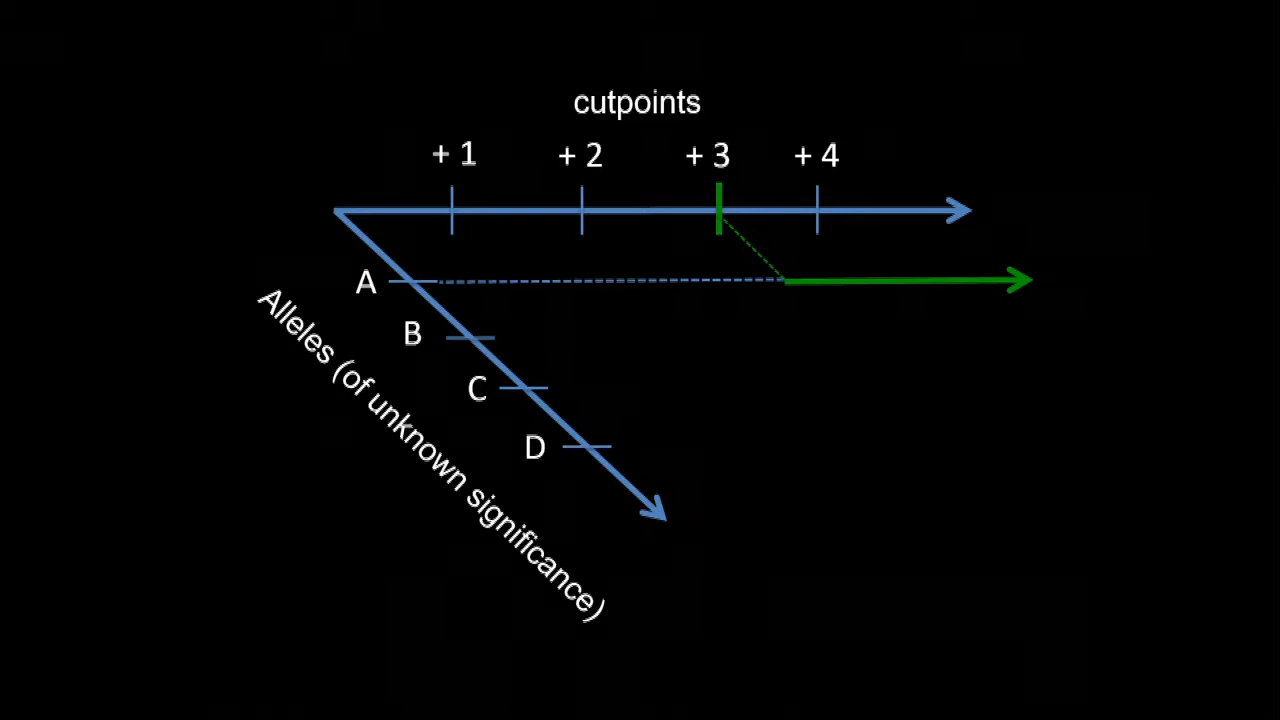 cutpoints
+ 1 + 2 + 3 + 4
A
B
C
D
Alleles (of unknown significance)